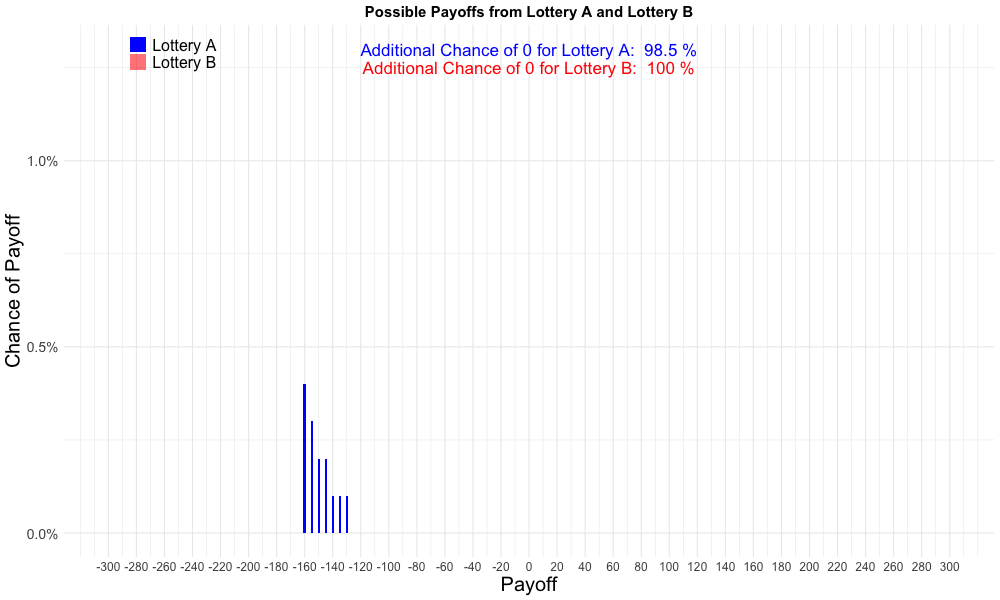 Possible Payoffs from Lottery A and Lottery B
Lottery A
Lottery B
Additional Chance of 0 for Lottery A:  98.5 %
Additional Chance of 0 for Lottery B:  100 %
Chance of Payoff
1.0%
0.5%
0.0%
-300 -280 -260 -240 -220 -200 -180 -160 -140 -120 -100 -80 -60 -40 -20 0 20 40 60 80 100 120 140 160 180 200 220 240 260 280 300
Payoff